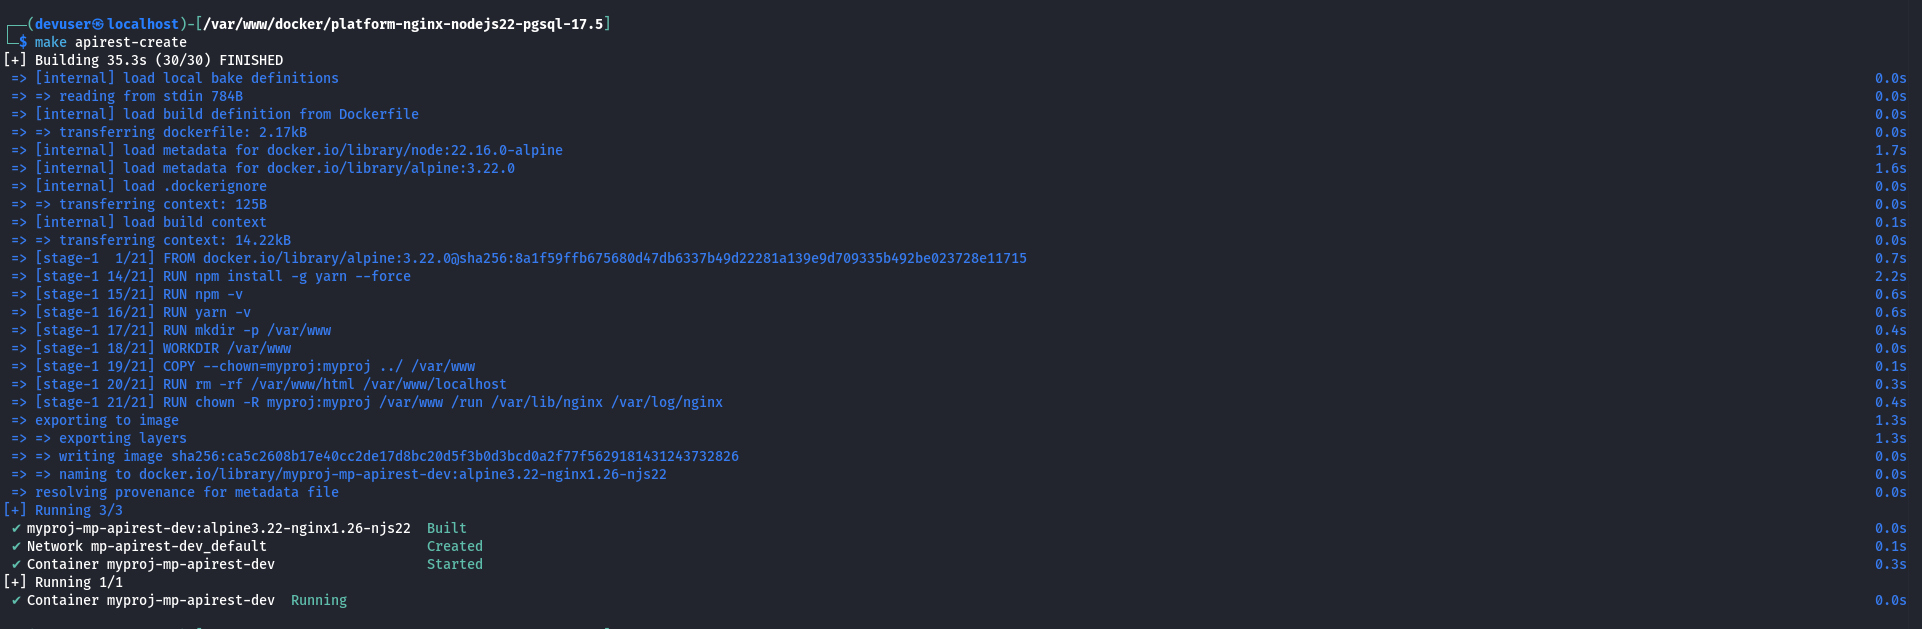 (devuser㉿localhost)-[/var/www/docker/platform-nginx-nodejs22-pgsql-17.5]
$ make apirest-create
[+] Building 35.3s (30/30) FINISHED
=> [internal] load local bake definitions 0.0s
=> => reading from stdin 784B 0.0s
=> [internal] load build definition from Dockerfile 0.0s
=> => transferring dockerfile: 2.17kB 0.0s
=> [internal] load metadata for docker.io/library/node:22.16.0-alpine 1.7s
=> [internal] load metadata for docker.io/library/alpine:3.22.0 1.6s
=> [internal] load .dockerignore 0.0s
=> => transferring context: 125B 0.0s
=> [internal] load build context 0.1s
=> => transferring context: 14.22kB 0.0s
=> [stage-1  1/21] FROM docker.io/library/alpine:3.22.0@sha256:8a1f59ffb675680d47db6337b49d22281a139e9d709335b492be023728e11715 0.7s
=> [stage-1 14/21] RUN npm install -g yarn --force 2.2s
=> [stage-1 15/21] RUN npm -v 0.6s
=> [stage-1 16/21] RUN yarn -v 0.6s
=> [stage-1 17/21] RUN mkdir -p /var/www 0.4s
=> [stage-1 18/21] WORKDIR /var/www 0.0s
=> [stage-1 19/21] COPY --chown=myproj:myproj ../ /var/www 0.1s
=> [stage-1 20/21] RUN rm -rf /var/www/html /var/www/localhost 0.3s
=> [stage-1 21/21] RUN chown -R myproj:myproj /var/www /run /var/lib/nginx /var/log/nginx 0.4s
=> exporting to image 1.3s
=> => exporting layers 1.3s
=> => writing image sha256:ca5c2608b17e40cc2de17d8bc20d5f3b0d3bcd0a2f77f5629181431243732826 0.0s
=> => naming to docker.io/library/myproj-mp-apirest-dev:alpine3.22-nginx1.26-njs22 0.0s
=> resolving provenance for metadata file 0.0s
[+] Running 3/3
✔ myproj-mp-apirest-dev:alpine3.22-nginx1.26-njs22 Built 0.0s
✔ Network mp-apirest-dev_default Created 0.1s
✔ Container myproj-mp-apirest-dev Started 0.3s
[+] Running 1/1
✔ Container myproj-mp-apirest-dev Running 0.0s